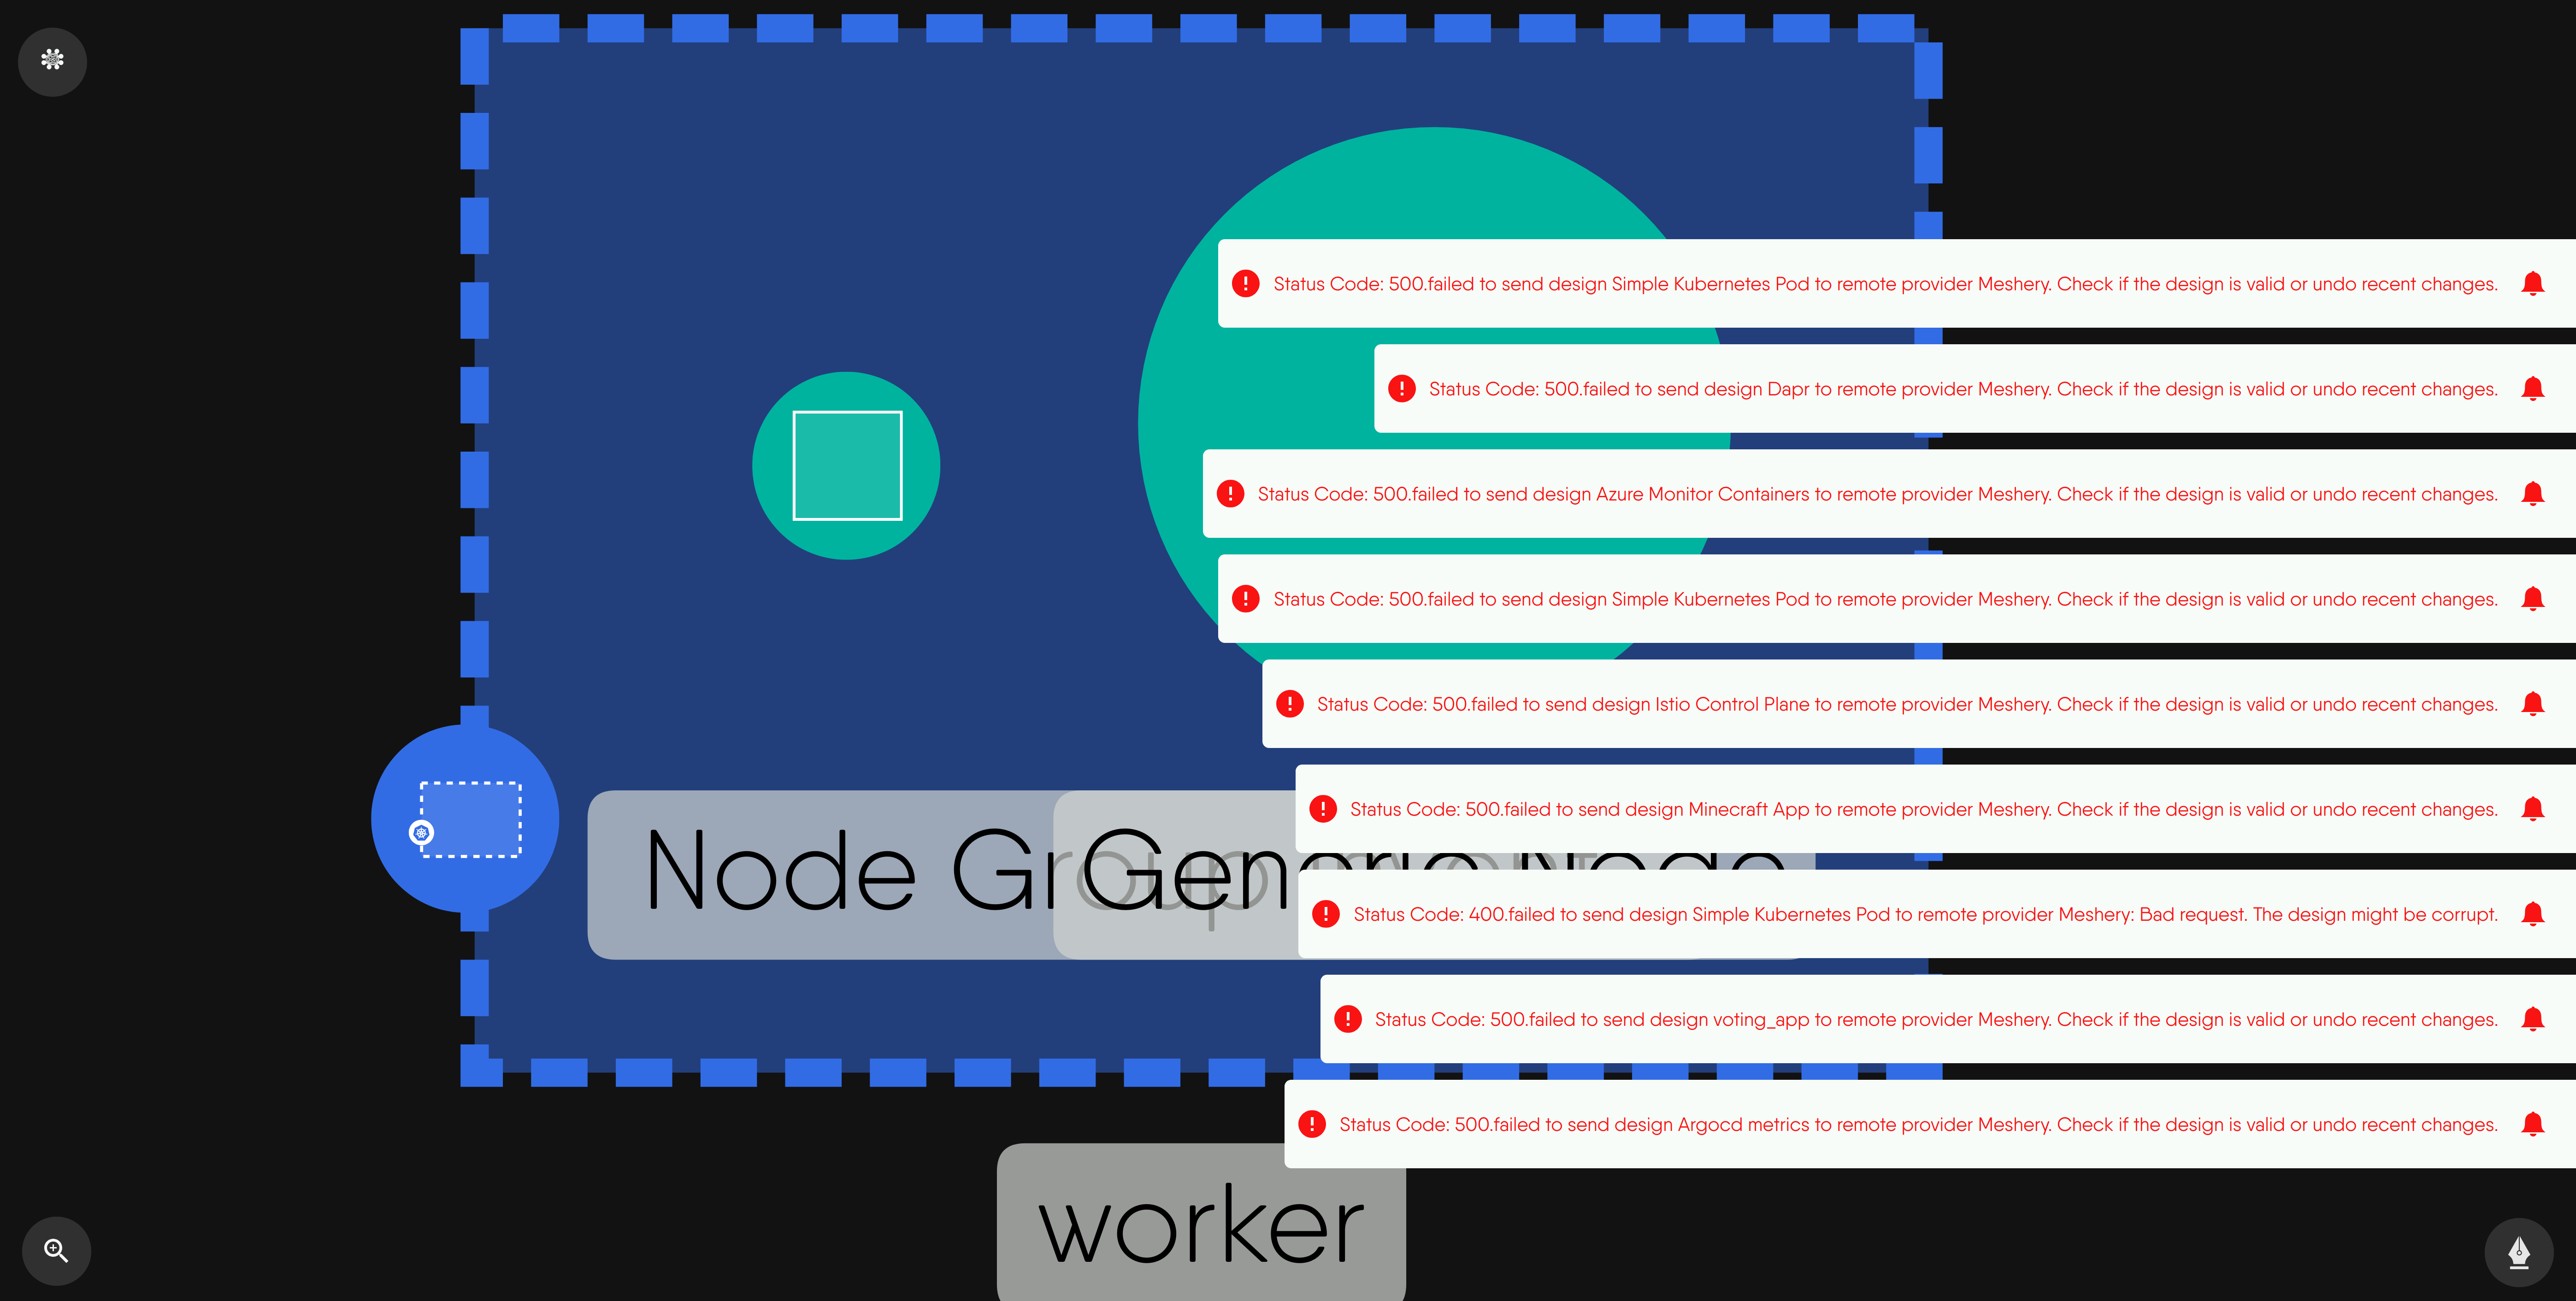 Status Code: 500.failed to send design Simple Kubernetes Pod to remote provider Meshery. Check if the design is valid or undo recent changes.
Status Code: 500.failed to send design Dapr to remote provider Meshery. Check if the design is valid or undo recent changes.
Status Code: 500.failed to send design Azure Monitor Containers to remote provider Meshery. Check if the design is valid or undo recent changes.
Status Code: 500.failed to send design Simple Kubernetes Pod to remote provider Meshery. Check if the design is valid or undo recent changes.
Status Code: 500.failed to send design Istio Control Plane to remote provider Meshery. Check if the design is valid or undo recent changes.
Status Code: 500.failed to send design Minecraft App to remote provider Meshery. Check if the design is valid or undo recent changes.
Node Group
Generic Node
Status Code: 400.failed to send design Simple Kubernetes Pod to remote provider Meshery: Bad request. The design might be corrupt.
Status Code: 500.failed to send design voting_app to remote provider Meshery. Check if the design is valid or undo recent changes.
Status Code: 500.failed to send design Argocd metrics to remote provider Meshery. Check if the design is valid or undo recent changes.
worker